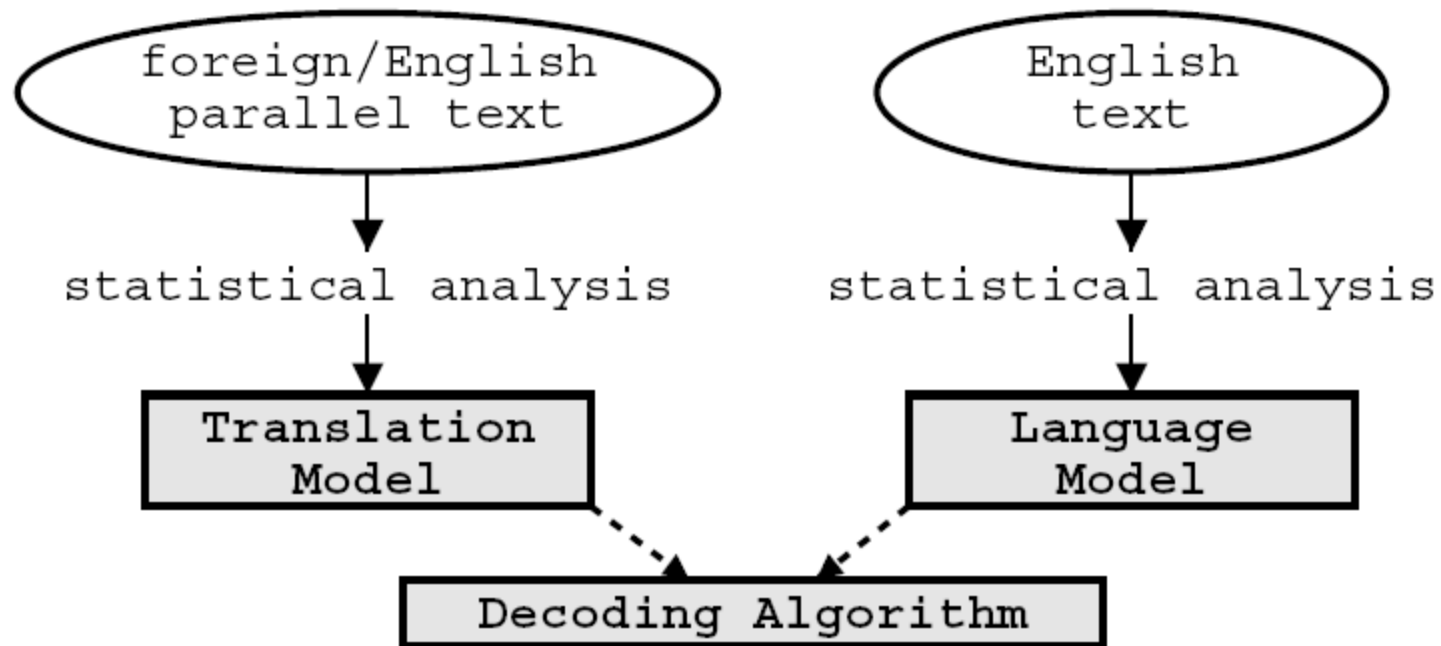 foreign/English
parallel text
English
text
statistical analysis
statistical analysis
Translation
Model
Language
Model
Decoding Algorithm